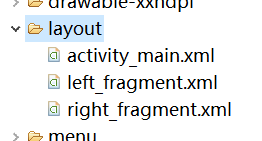 drawable-xxhdpi
layout
activity_main.xml
left_fragment.xml
right_fragment.xml
menu